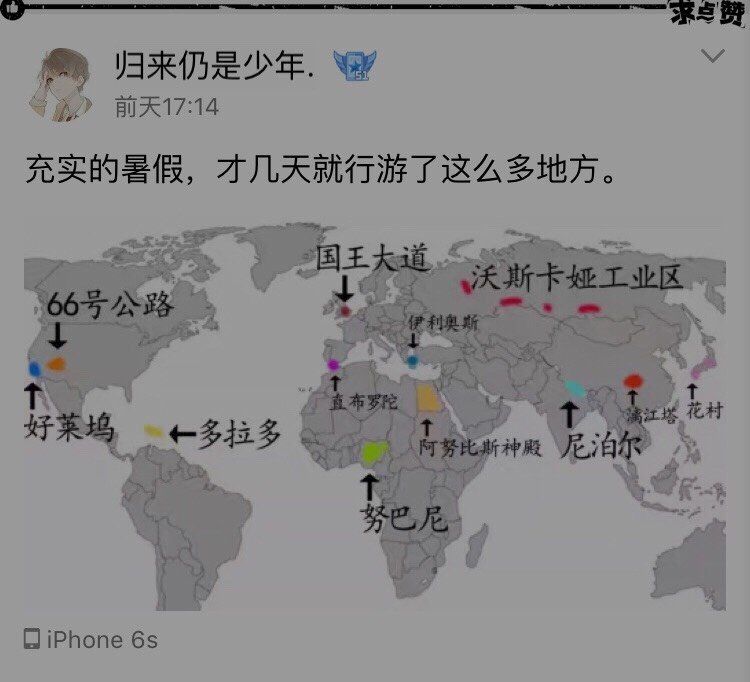 求点赞
归来仍是少年.
51
前天17:14
充实的暑假，才几天就行游了这么多地方。
国王大道
沃斯卡娅工业区
66号公路
伊利奥斯
直布罗陀
漓江塔
花村
好莱坞
多拉多
阿努比斯神殿
尼泊尔
努巴尼
iPhone 6s